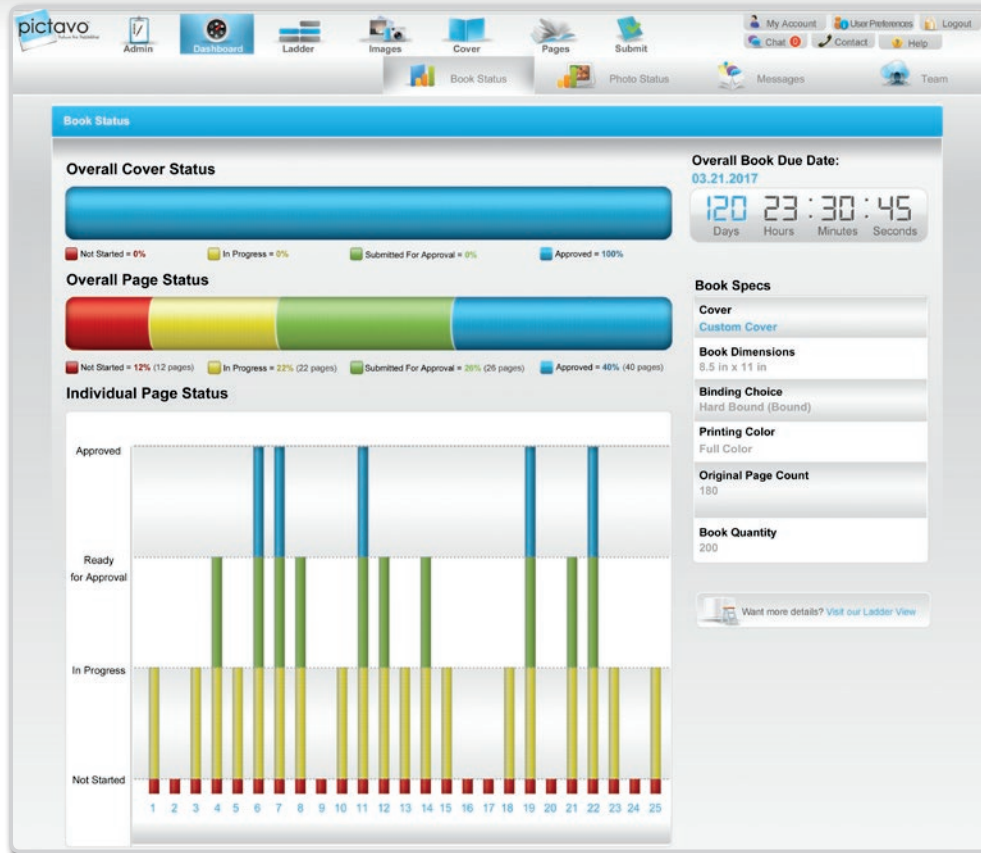 pictavo
Admin
Dashboard
Ladder
Images
Cover
Pages
Submit
My Account
User Preferences
Logout
Chat 0
Contact
Help
Book Status
Photo Status
Messages
Team
Book Status
Overall Cover Status
Not Started = 0% In Progress = 0% Submitted For Approval = 0% Approved = 100%
Overall Page Status
Not Started = 12% (12 pages) In Progress = 22% (22 pages) Submitted For Approval = 26% (26 pages) Approved = 40% (40 pages)
Individual Page Status
Approved
Ready
for Approval
In Progress
Not Started
1 2 3 4 5 6 7 8 9 10 11 12 13 14 15 16 17 18 19 20 21 22 23 24 25
Overall Book Due Date:
03.21.2017
120 23 : 30 : 45
Days Hours Minutes Seconds
Book Specs
Cover
Custom Cover
Book Dimensions
8.5 in x 11 in
Binding Choice
Hard Bound (Bound)
Printing Color
Full Color
Original Page Count
180
Book Quantity
200
Want more details? Visit our Ladder View